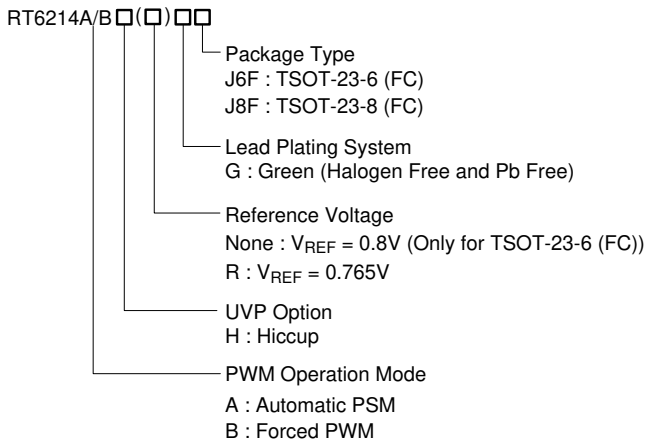 RT6214A/B □(□)□□
Package Type
J6F : TSOT-23-6 (FC)
J8F : TSOT-23-8 (FC)
Lead Plating System
G : Green (Halogen Free and Pb Free)
Reference Voltage
None : VREF = 0.8V (Only for TSOT-23-6 (FC))
R : VREF = 0.765V
UVP Option
H : Hiccup
PWM Operation Mode
A : Automatic PSM
B : Forced PWM